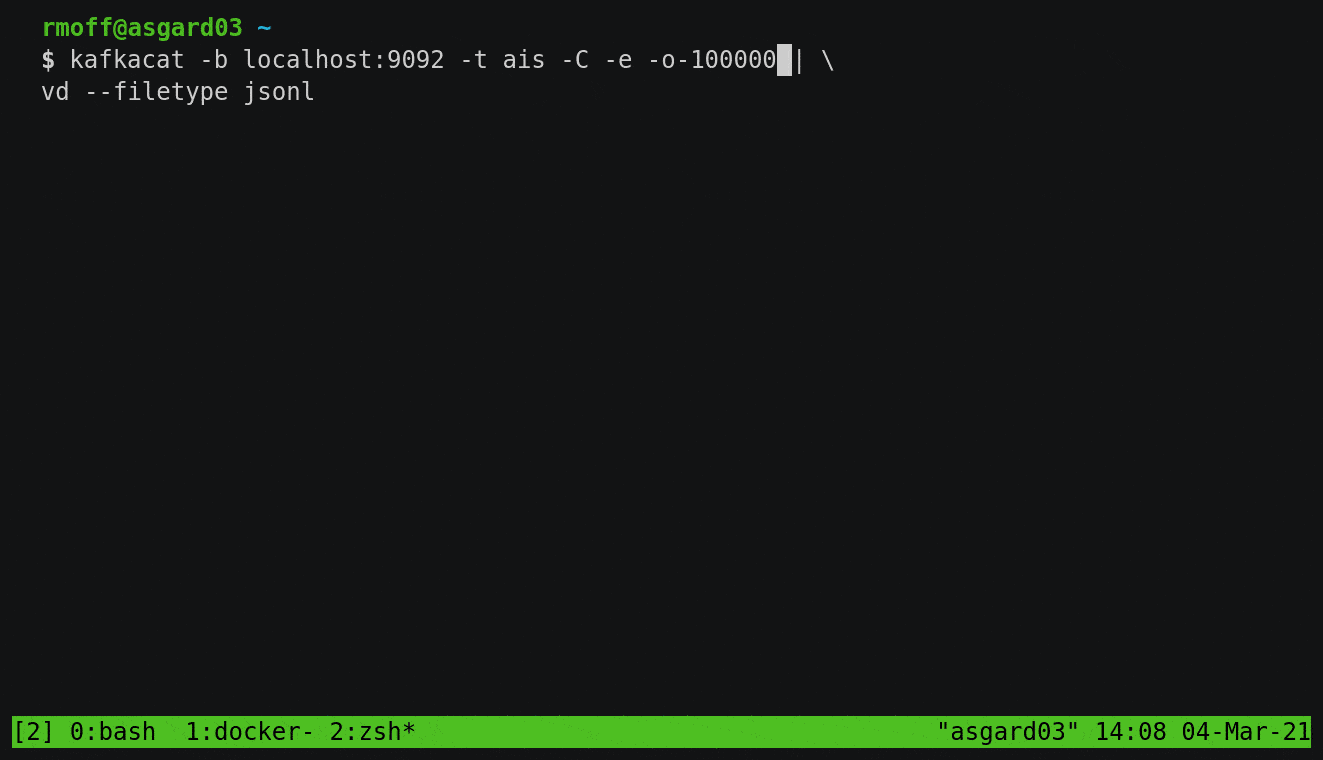 rmoff@asgard03 ~
$ kafkacat -b localhost:9092 -t ais -C -e -o-100000 | \
vd --filetype jsonl
[2] 0:bash  1:docker- 2:zsh* "asgard03" 14:08 04-Mar-21